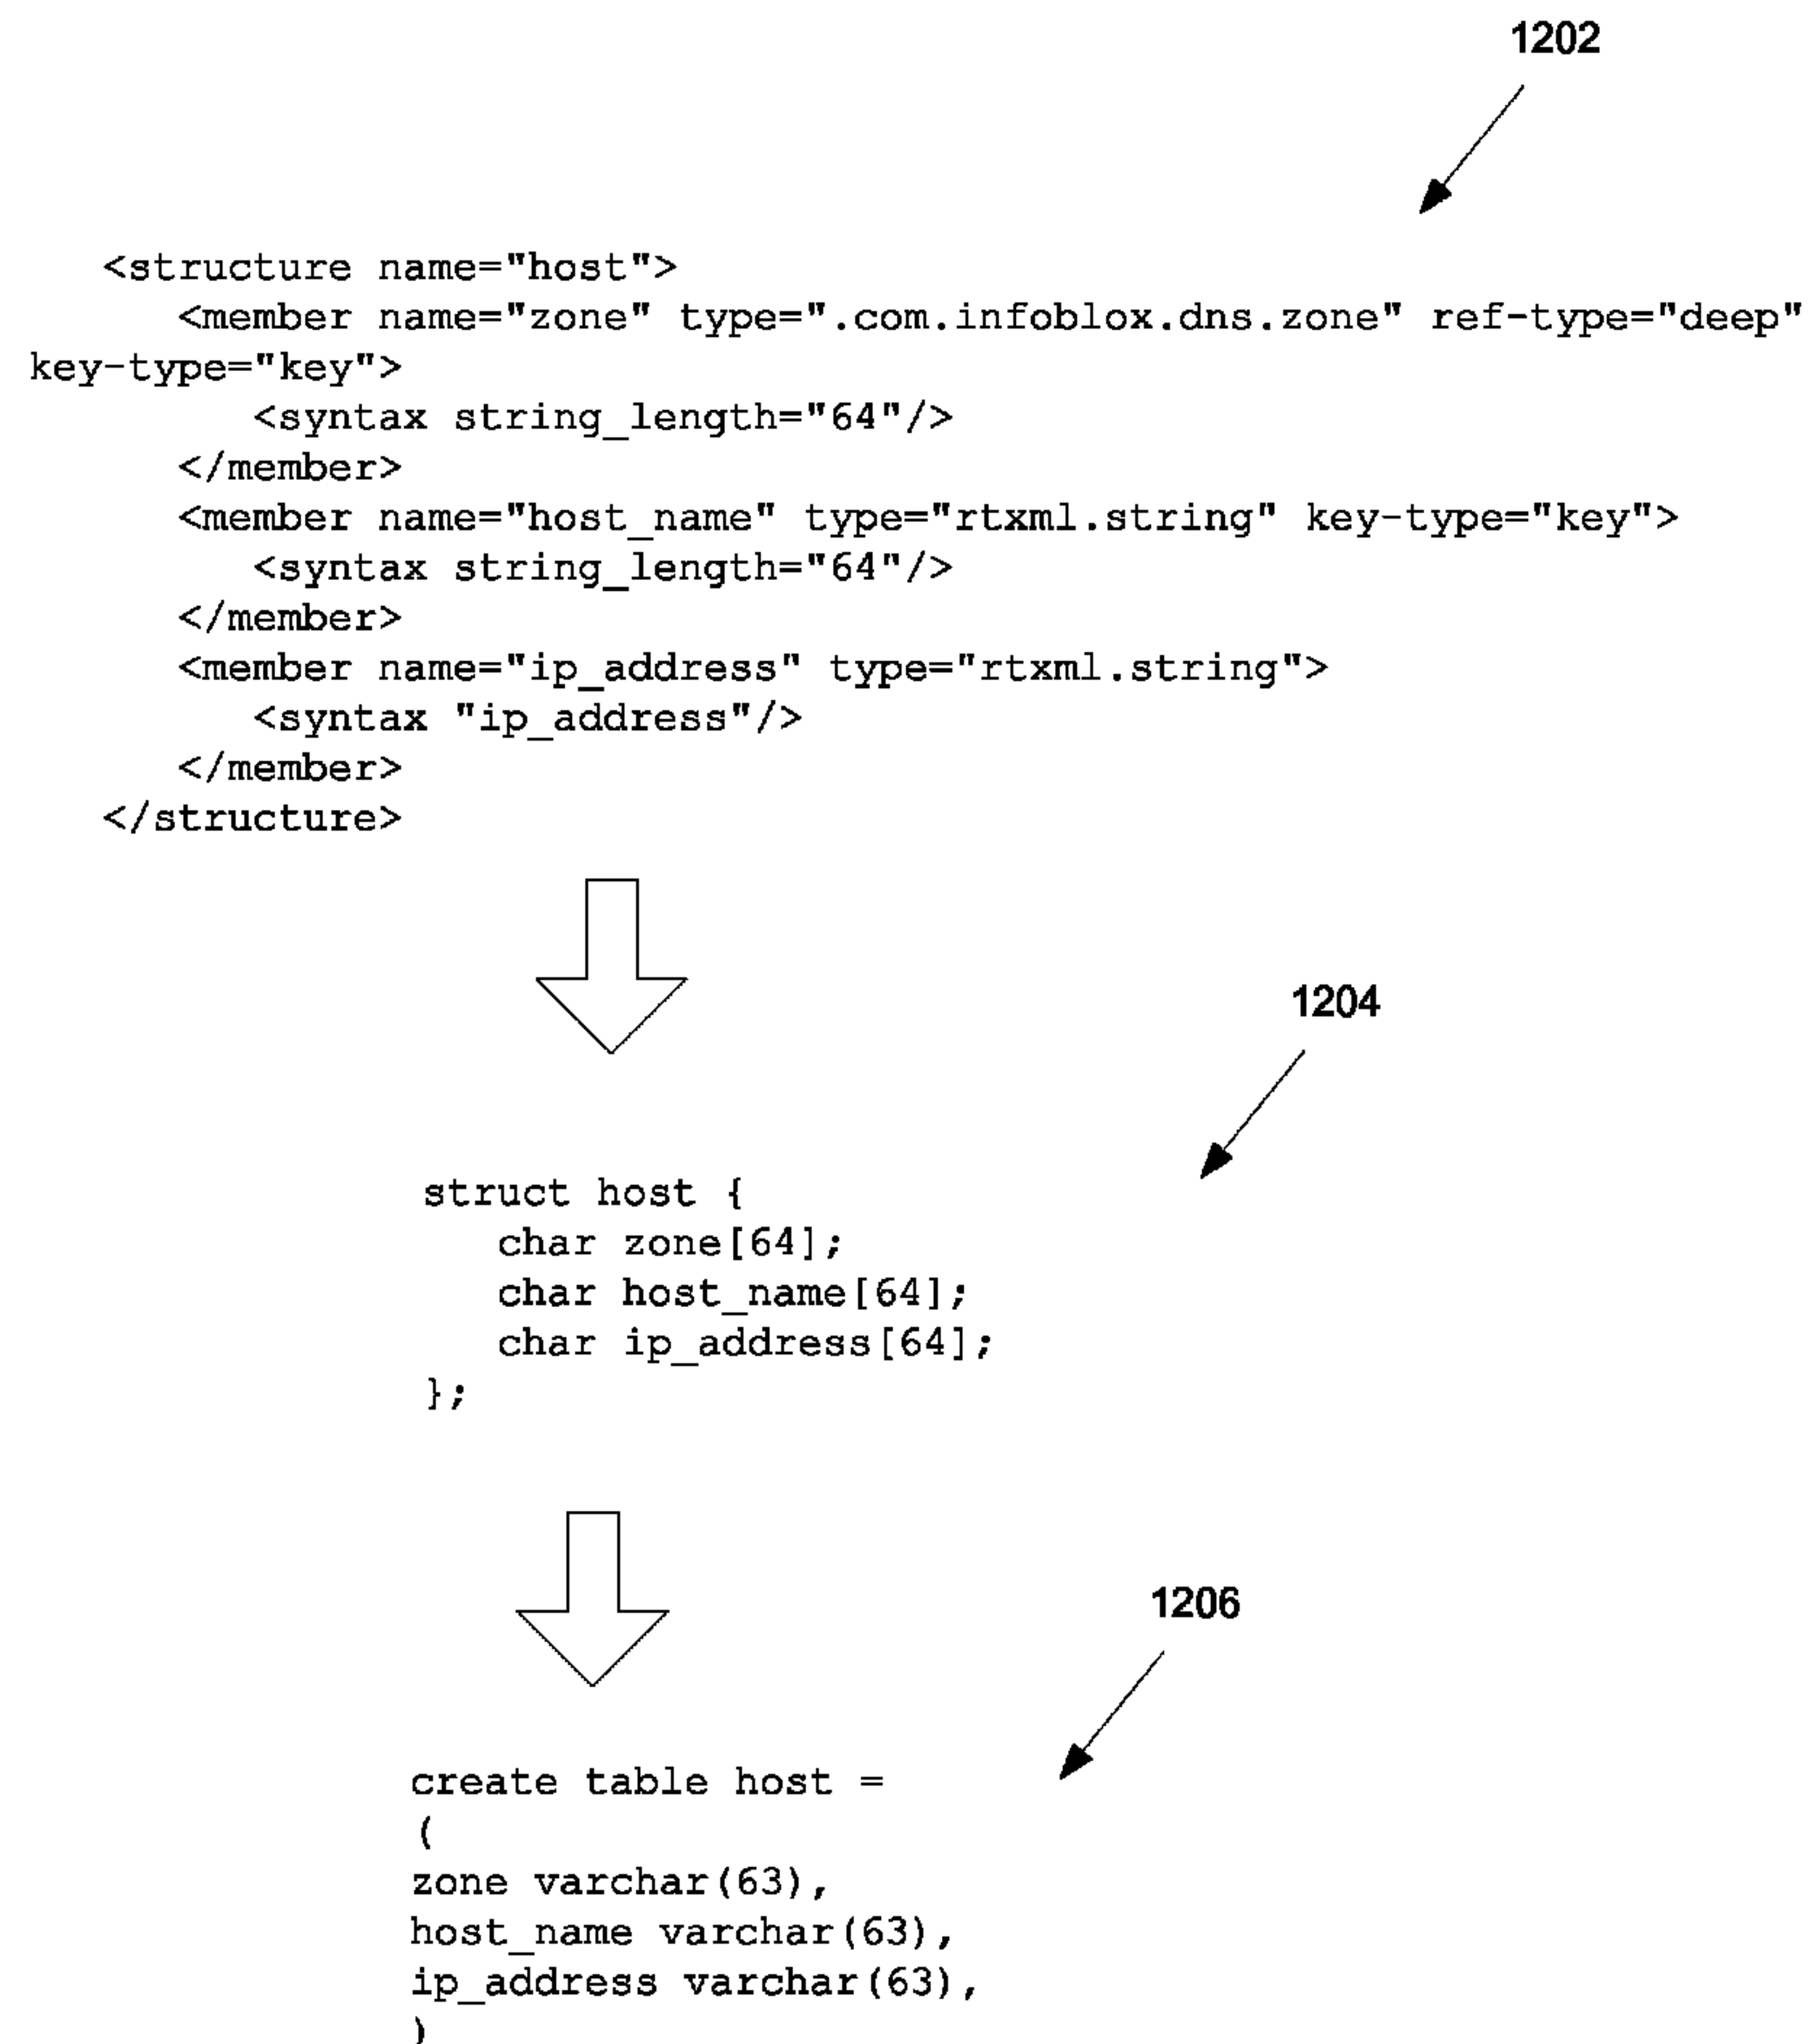 1202
<structure name="host">
<member name="zone" type=".com.infoblox.dns.zone" ref-type="deep"
key-type="key">
<syntax string_length="64"/>
</member>
<member name="host_name" type="rtxml.string" key-type="key">
<syntax string_length="64"/>
</member>
<member name="ip_address" type="rtxml.string">
<syntax "ip_address"/>
</member>
</structure>
1204
struct host {
char zone[64];
char host_name[64];
char ip_address[64];
};
1206
create table host =
(
zone varchar(63),
host_name varchar(63),
ip_address varchar(63),
)